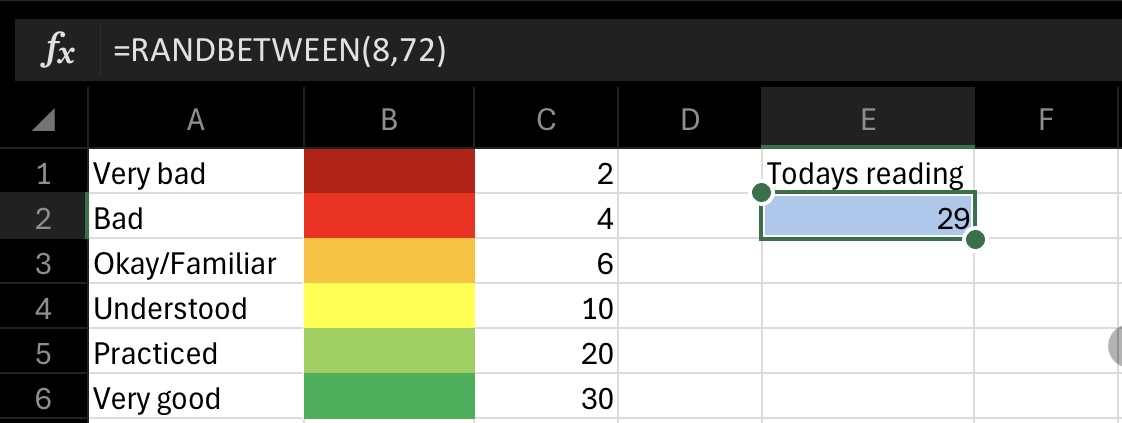 fx =RANDBETWEEN(8,72)
A B C D E F
1 Very bad 2 Todays reading
2 Bad 4 29
3 Okay/Familiar 6
4 Understood 10
5 Practiced 20
6 Very good 30